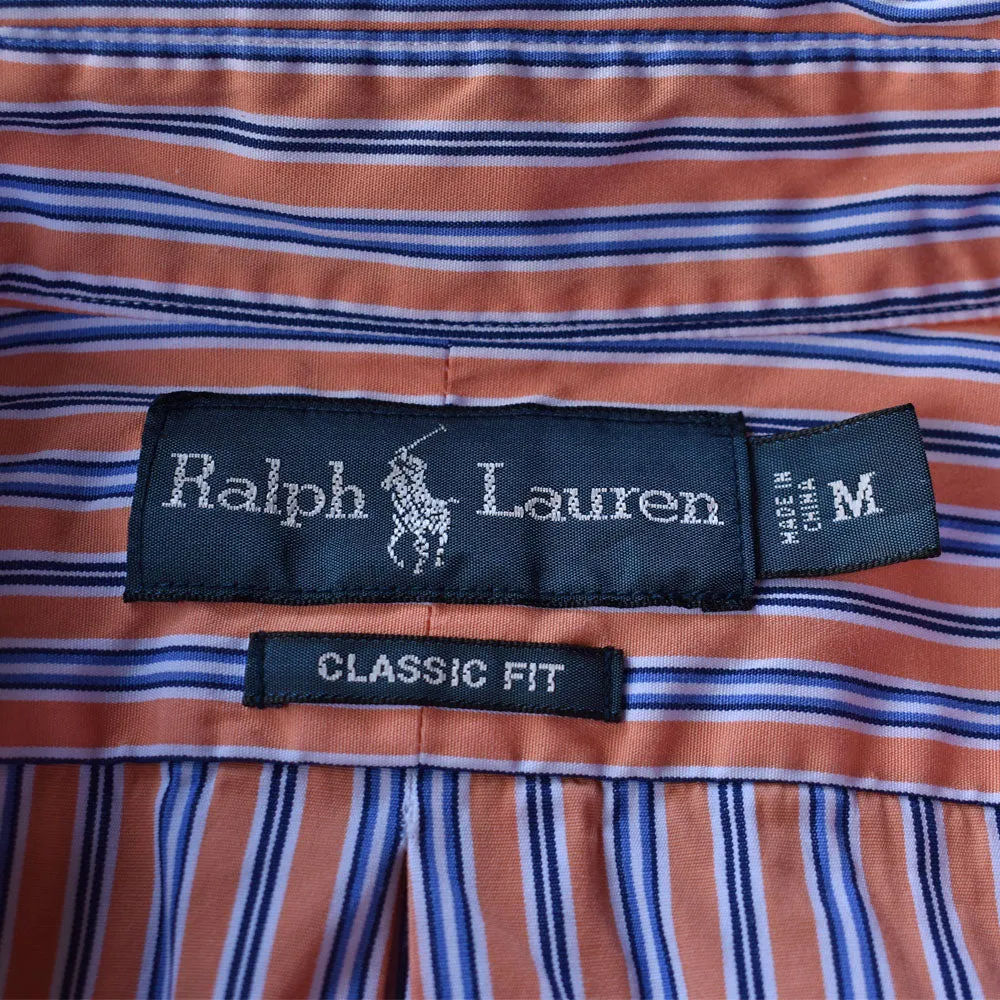 Ralph Lauren
MADE IN
CHINA
M
CLASSIC FIT